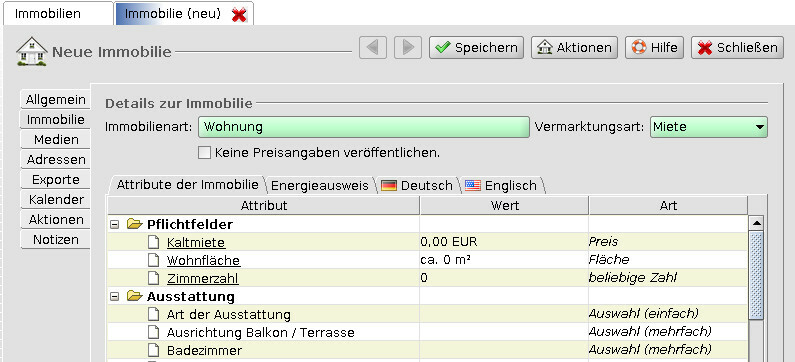 Immobilien Immobilie (neu)
Neue Immobilie Speichern Aktionen Hilfe Schließen
Allgemein
Immobilie
Medien
Adressen
Exporte
Kalender
Aktionen
Notizen
Details zur Immobilie
Immobilienart: Wohnung Vermarktungsart: Miete
Keine Preisangaben veröffentlichen.
Attribute der Immobilie Energieausweis Deutsch Englisch
Attribut Wert Art
Pflichtfelder
Kaltmiete 0,00 EUR Preis
Wohnfläche ca. 0 m² Fläche
Zimmerzahl 0 beliebige Zahl
Ausstattung
Art der Ausstattung Auswahl (einfach)
Ausrichtung Balkon / Terrasse Auswahl (mehrfach)
Badezimmer Auswahl (mehrfach)